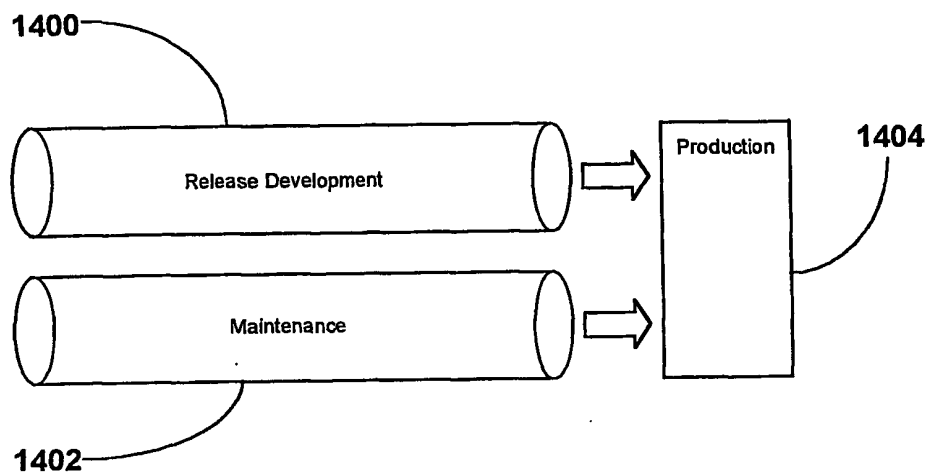 1400
Release Development
Production
1404
Maintenance
1402